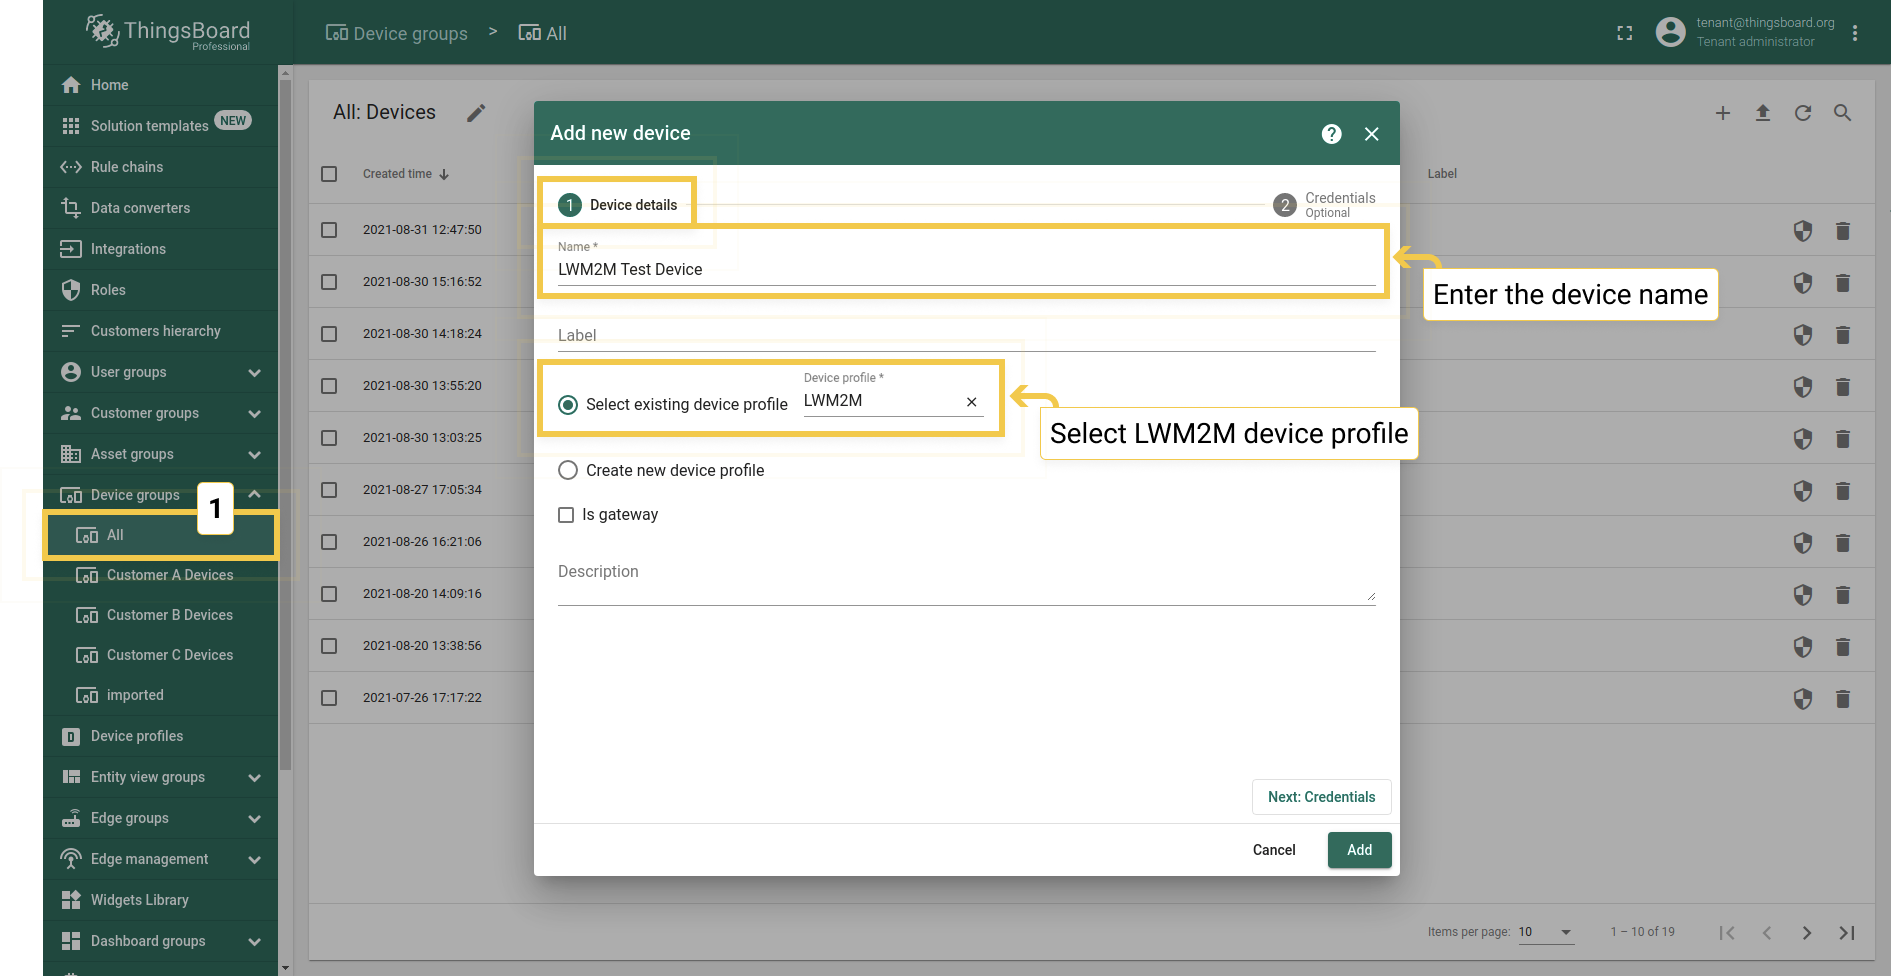 ThingsBoard
Professional
Device groups > All
tenant@thingsboard.org
Tenant administrator
Home
Solution templates NEW
Rule chains
Data converters
Integrations
Roles
Customers hierarchy
User groups
Customer groups
Asset groups
Device groups
1
All
Customer A Devices
Customer B Devices
Customer C Devices
imported
Device profiles
Entity view groups
Edge groups
Edge management
Widgets Library
Dashboard groups
All: Devices
Created time
Label
2021-08-31 12:47:50
2021-08-30 15:16:52
2021-08-30 14:18:24
2021-08-30 13:55:20
2021-08-30 13:03:25
2021-08-27 17:05:34
2021-08-26 16:21:06
2021-08-20 14:09:16
2021-08-20 13:38:56
2021-07-26 17:17:22
Add new device
1 Device details
2 Credentials
Optional
Name *
LWM2M Test Device
Enter the device name
Label
Select existing device profile
Device profile *
LWM2M
Select LWM2M device profile
Create new device profile
Is gateway
Description
Next: Credentials
Cancel
Add
Items per page: 10
1 – 10 of 19